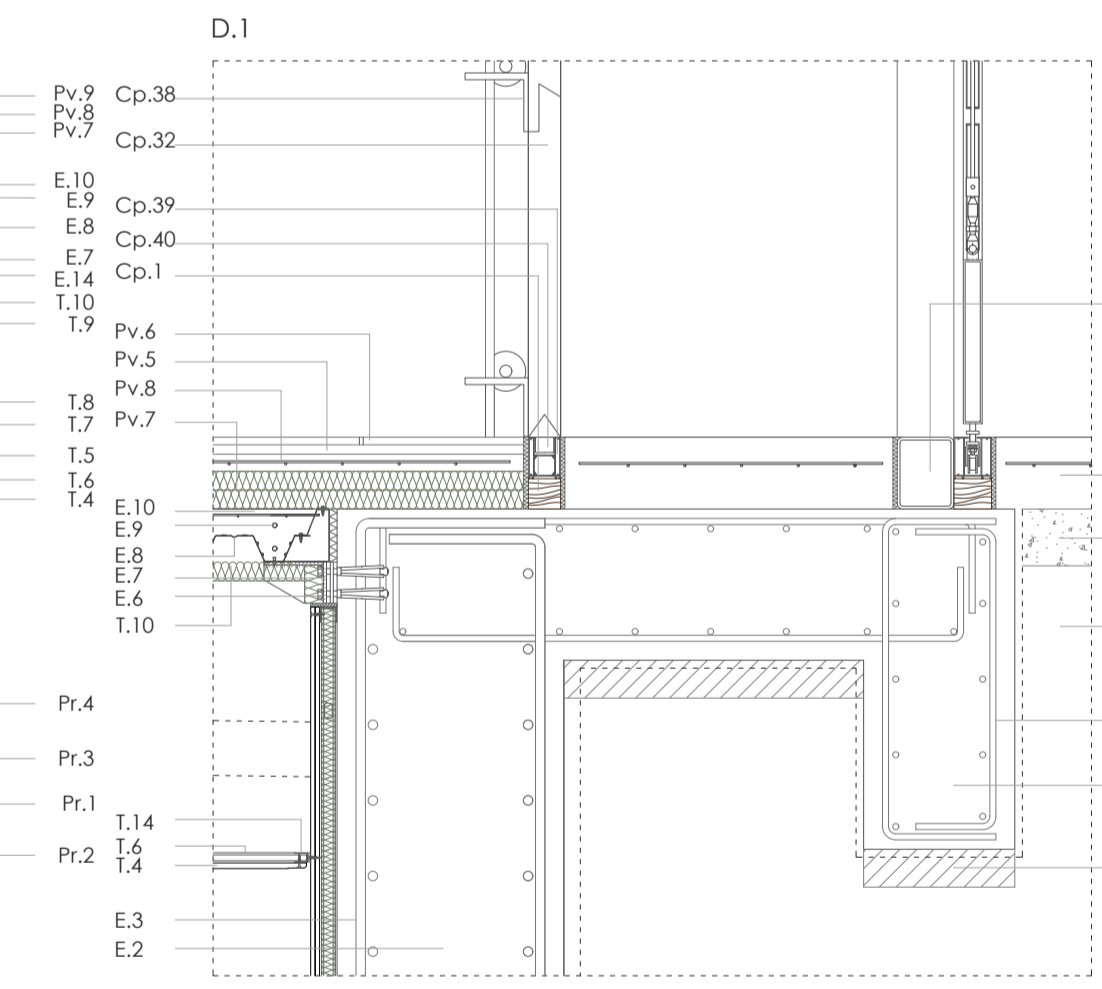 D.1
Pv.9
Pv.8
Pv.7
E.10
E.9
E.8
E.7
E.14
T.10
T.9
T.8
T.7
T.5
T.6
T.4
Pr.4
Pr.3
Pr.1
Pr.2
Cp.38
Cp.32
Cp.39
Cp.40
Cp.1
Pv.6
Pv.5
Pv.8
Pv.7
E.10
E.9
E.8
E.7
E.6
T.10
T.14
T.6
T.4
E.3
E.2